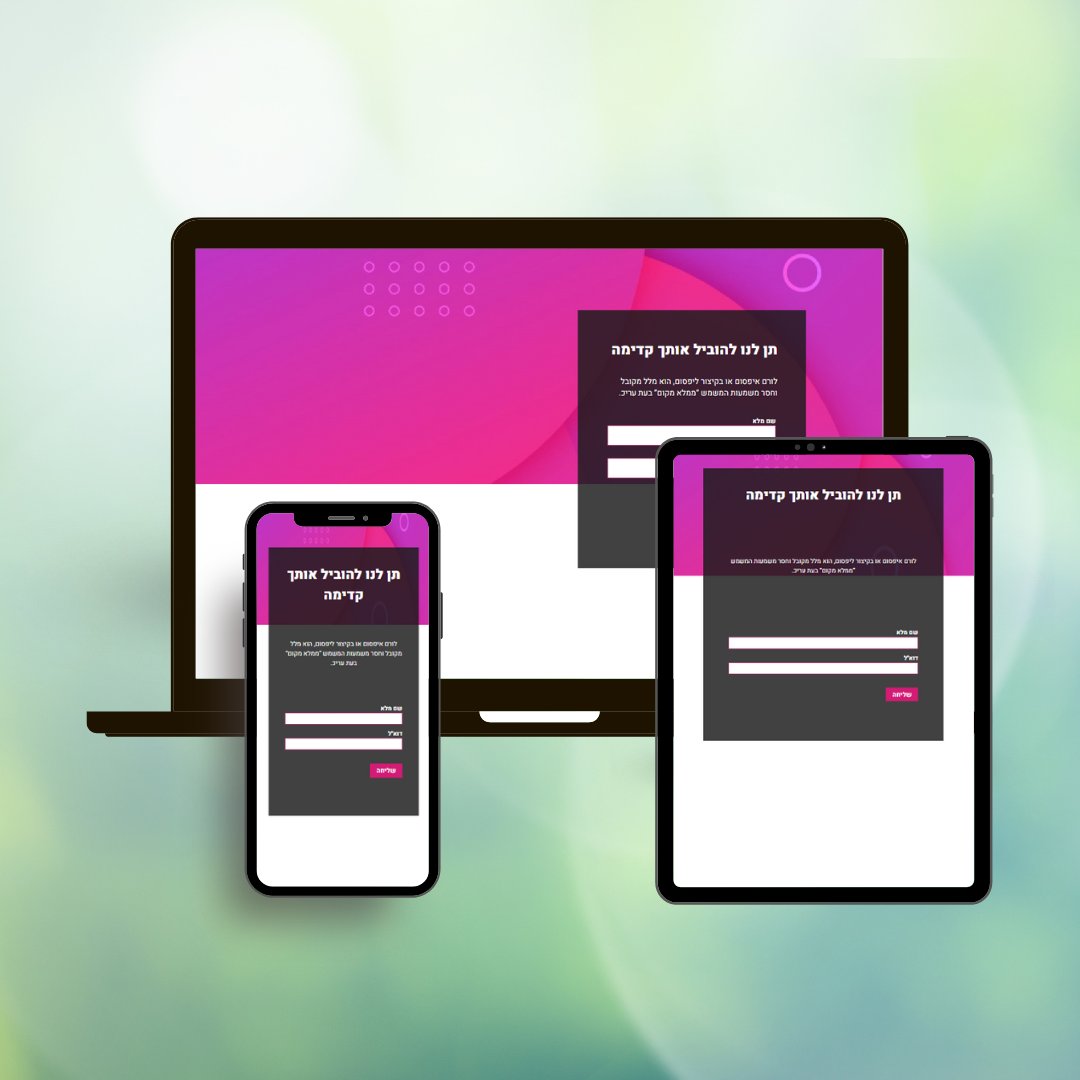 תן לנו להוביל אותך קדימה
לורם איפסום או בקיצור ליפסום, הוא מלל מקובל
וחסר משמעות המשמש "ממלא מקום" בעת עריכ.
שם מלא
תן לנו להוביל אותך קדימה
לורם איפסום או בקיצור ליפסום, הוא מלל מקובל וחסר משמעות המשמש
"ממלא מקום" בעת עריכ.
שם מלא
דוא"ל
שליחה
תן לנו להוביל אותך
קדימה
לורם איפסום או בקיצור ליפסום, הוא מלל
מקובל וחסר משמעות המשמש "ממלא מקום"
בעת עריכ.
שם מלא
דוא"ל
שליחה